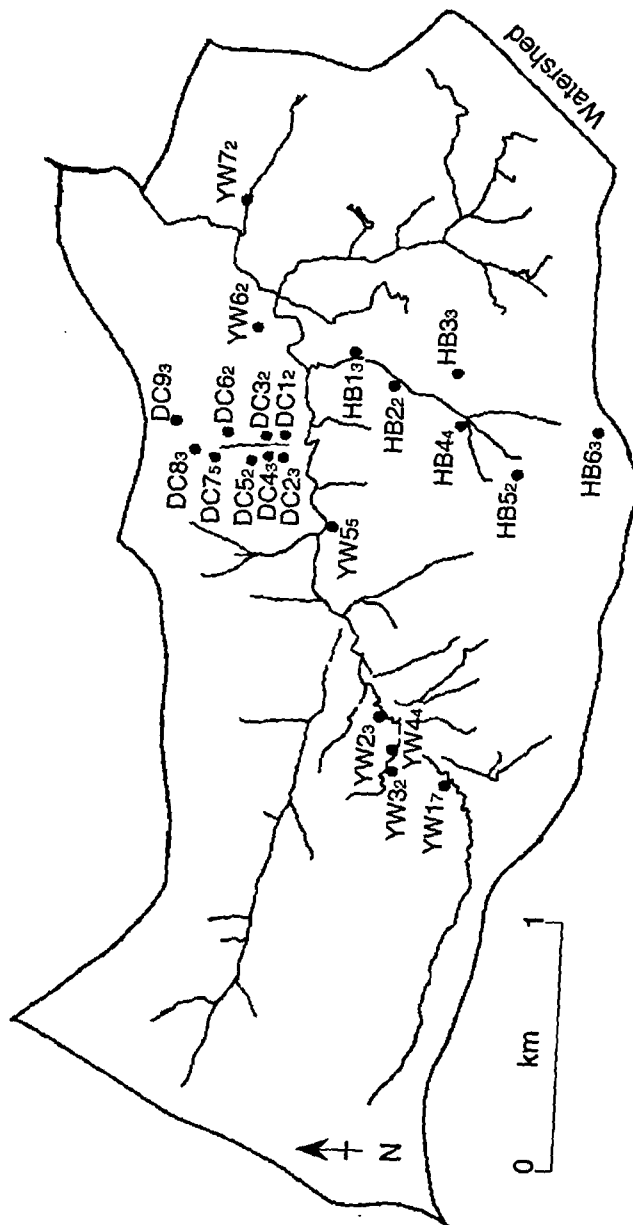 Watershed
YW7₂
YW6₂
DC9₃
DC8₃
DC7₅
DC6₂
DC5₂
DC4₃
DC3₂
DC2₃
DC1₂
YW5₅
HB1₃
HB2₂
HB3₃
HB4₄
HB5₂
HB6₃
YW2₃
YW4₄
YW3₂
YW1₇
N
0 km 1